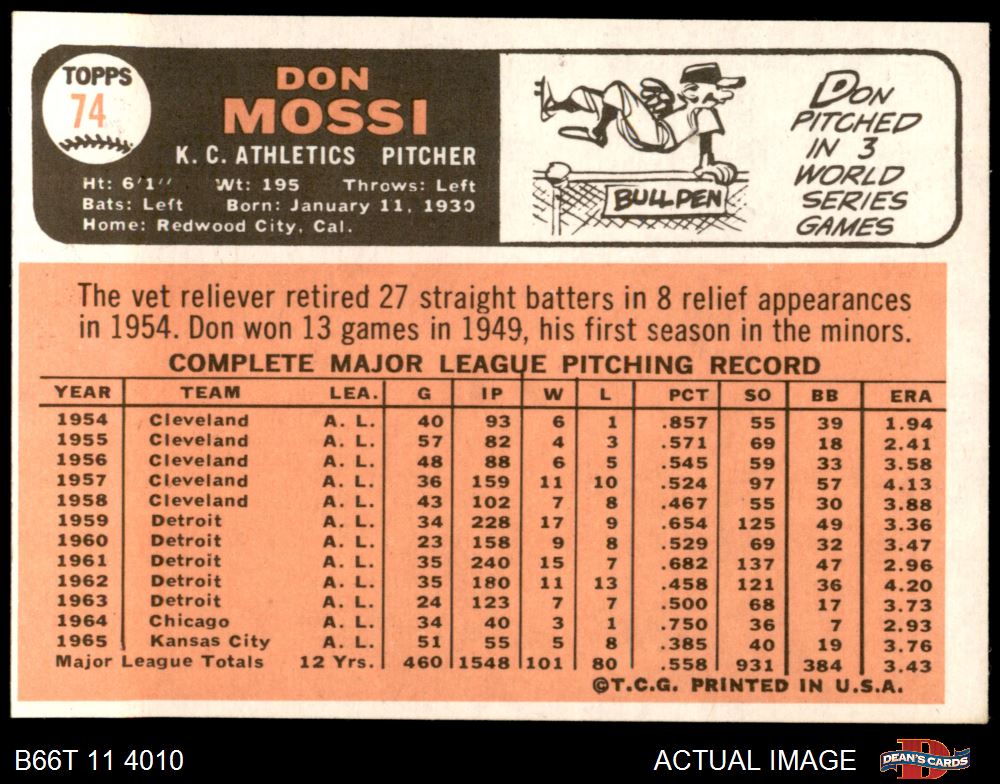 TOPPS
74
DON
MOSSI
K. C. ATHLETICS PITCHER
Ht: 6'1" Wt: 195 Throws: Left
Bats: Left Born: January 11, 1930
Home: Redwood City, Cal.
BULLPEN
DON
PITCHED
IN 3
WORLD
SERIES
GAMES
The vet reliever retired 27 straight batters in 8 relief appearances
in 1954. Don won 13 games in 1949, his first season in the minors.
COMPLETE MAJOR LEAGUE PITCHING RECORD
YEAR TEAM LEA. G IP W L PCT SO BB ERA
1954 Cleveland A. L. 40 93 6 1 .857 55 39 1.94
1955 Cleveland A. L. 57 82 4 3 .571 69 18 2.41
1956 Cleveland A. L. 48 88 6 5 .545 59 33 3.58
1957 Cleveland A. L. 36 159 11 10 .524 97 57 4.13
1958 Cleveland A. L. 43 102 7 8 .467 55 30 3.88
1959 Detroit A. L. 34 228 17 9 .654 125 49 3.36
1960 Detroit A. L. 23 158 9 8 .529 69 32 3.47
1961 Detroit A. L. 35 240 15 7 .682 137 47 2.96
1962 Detroit A. L. 35 180 11 13 .458 121 36 4.20
1963 Detroit A. L. 24 123 7 7 .500 68 17 3.73
1964 Chicago A. L. 34 40 3 1 .750 36 7 2.93
1965 Kansas City A. L. 51 55 5 8 .385 40 19 3.76
Major League Totals 12 Yrs. 460 1548 101 80 .558 931 384 3.43
©T.C.G. PRINTED IN U.S.A.
B66T 11 4010 ACTUAL IMAGE DEAN'S CARDS